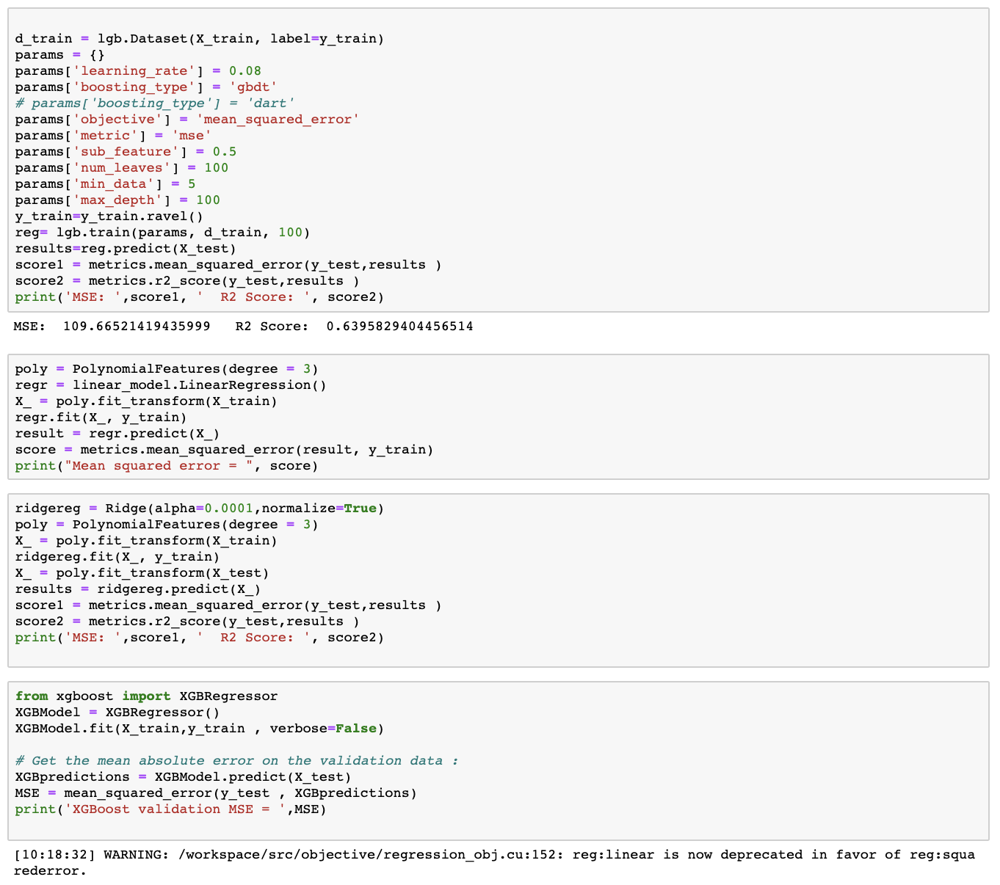 d_train = lgb.Dataset(X_train, label=y_train)
params = {}
params['learning_rate'] = 0.08
params['boosting_type'] = 'gbdt'
# params['boosting_type'] = 'dart'
params['objective'] = 'mean_squared_error'
params['metric'] = 'mse'
params['sub_feature'] = 0.5
params['num_leaves'] = 100
params['min_data'] = 5
params['max_depth'] = 100
y_train=y_train.ravel()
reg= lgb.train(params, d_train, 100)
results=reg.predict(X_test)
score1 = metrics.mean_squared_error(y_test,results )
score2 = metrics.r2_score(y_test,results )
print('MSE: ',score1, '  R2 Score: ', score2)
MSE:  109.66521419435999   R2 Score:  0.6395829404456514
poly = PolynomialFeatures(degree = 3)
regr = linear_model.LinearRegression()
X_ = poly.fit_transform(X_train)
regr.fit(X_, y_train)
result = regr.predict(X_)
score = metrics.mean_squared_error(result, y_train)
print("Mean squared error = ", score)
ridgereg = Ridge(alpha=0.0001,normalize=True)
poly = PolynomialFeatures(degree = 3)
X_ = poly.fit_transform(X_train)
ridgereg.fit(X_, y_train)
X_ = poly.fit_transform(X_test)
results = ridgereg.predict(X_)
score1 = metrics.mean_squared_error(y_test,results )
score2 = metrics.r2_score(y_test,results )
print('MSE: ',score1, '  R2 Score: ', score2)
from xgboost import XGBRegressor
XGBModel = XGBRegressor()
XGBModel.fit(X_train,y_train , verbose=False)
# Get the mean absolute error on the validation data :
XGBpredictions = XGBModel.predict(X_test)
MSE = mean_squared_error(y_test , XGBpredictions)
print('XGBoost validation MSE = ',MSE)
[10:18:32] WARNING: /workspace/src/objective/regression_obj.cu:152: reg:linear is now deprecated in favor of reg:squa
rederror.